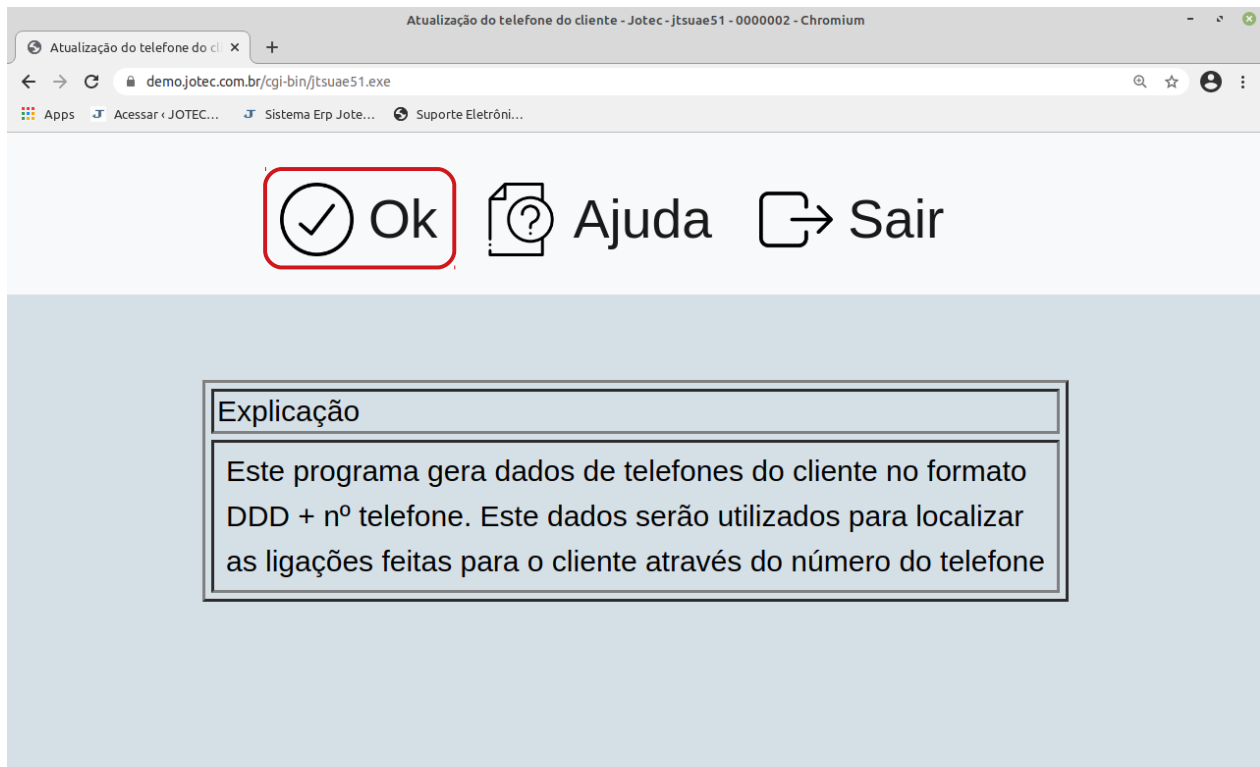 Atualização do telefone do cliente - Jotec - jtsuae51 - 0000002 - Chromium
Atualização do telefone do cli
demo.jotec.com.br/cgi-bin/jtsuae51.exe
Apps Acessar ‹ JOTEC... Sistema Erp Jote... Suporte Eletrôni...
Ok Ajuda Sair
Explicação
Este programa gera dados de telefones do cliente no formato
DDD + nº telefone. Este dados serão utilizados para localizar
as ligações feitas para o cliente através do número do telefone